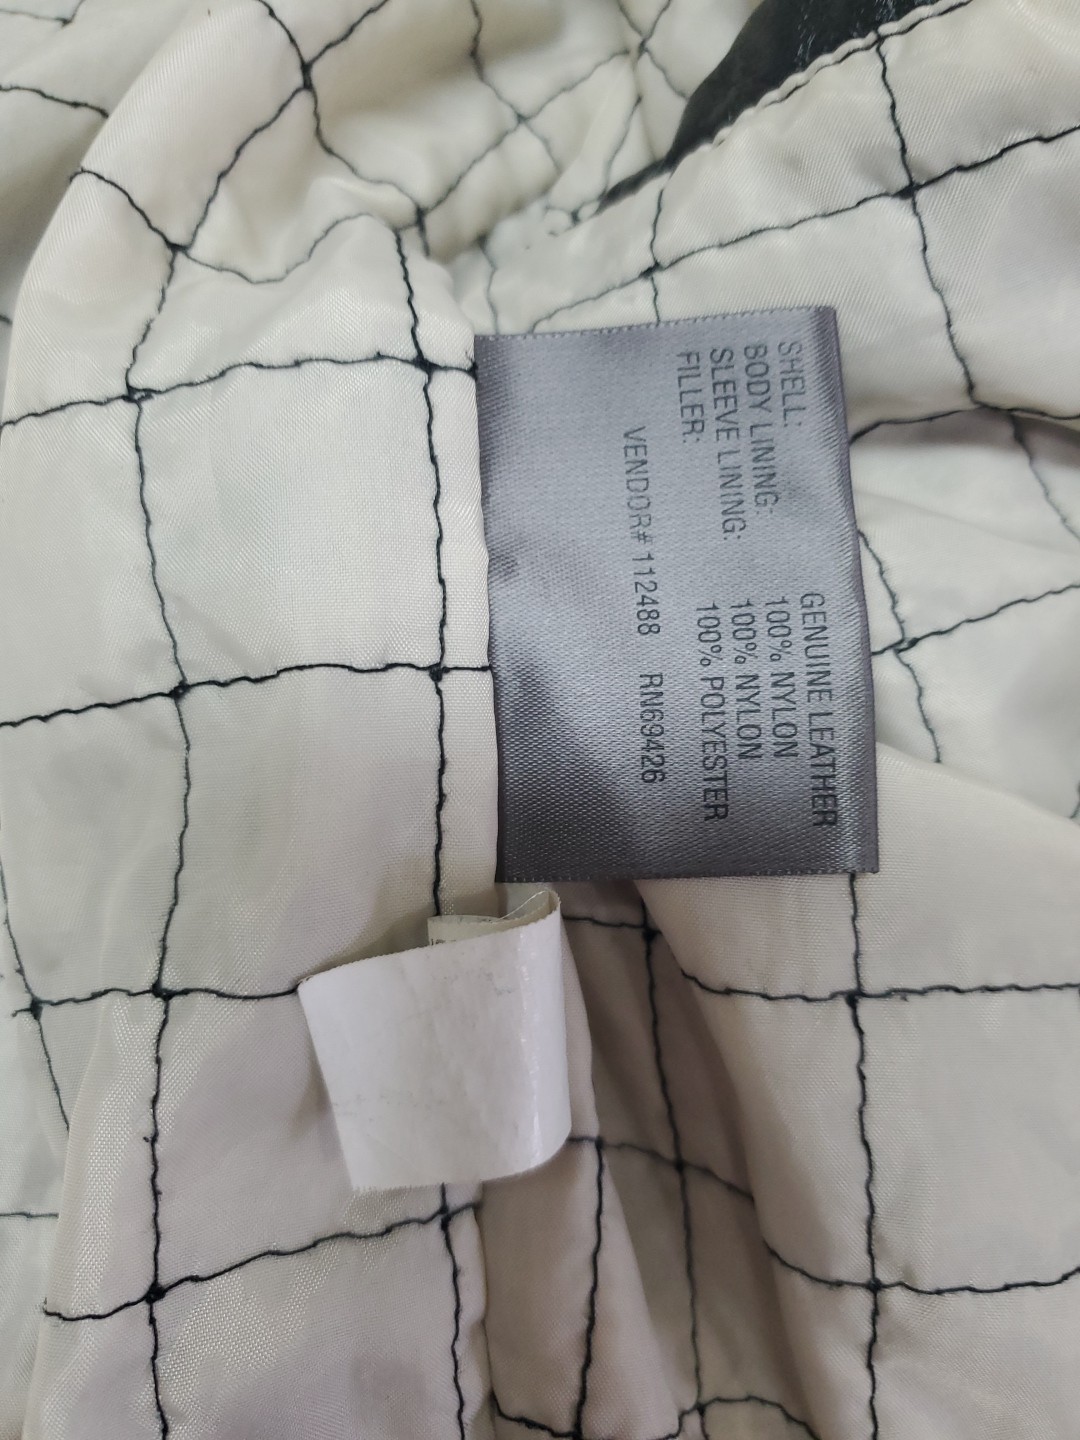 SHELL: GENUINE LEATHER
BODY LINING: 100% NYLON
SLEEVE LINING: 100% NYLON
FILLER: 100% POLYESTER
VENDOR# 112488 RN69426